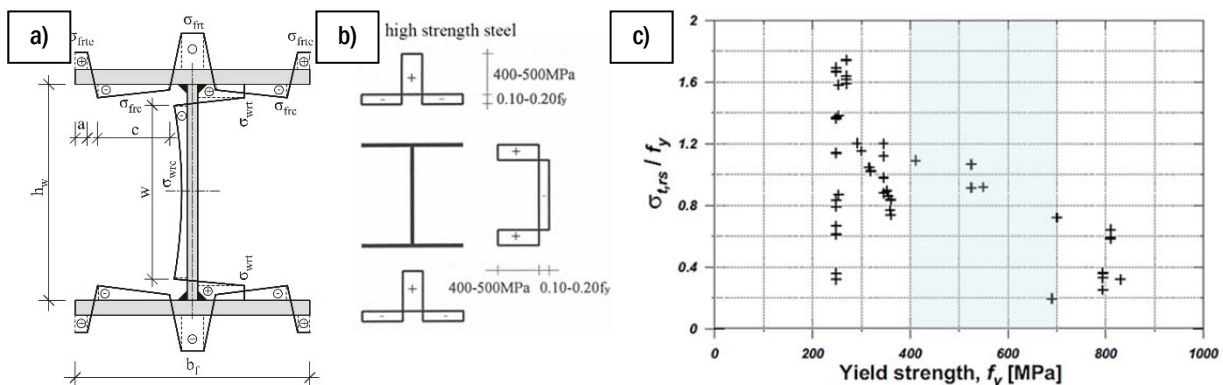 a)
σfrt
σfrtc
σfrtc
σfrc
σfrc
σwrt
a
c
hw
σwrc
w
σwrt
bf
b)
high strength steel
400-500MPa
0.10-0.20fy
400-500MPa 0.10-0.20fy
c)
σt,rs / fy
2
1.6
1.2
0.8
0.4
0
0 200 400 600 800 1000
Yield strength, fy [MPa]